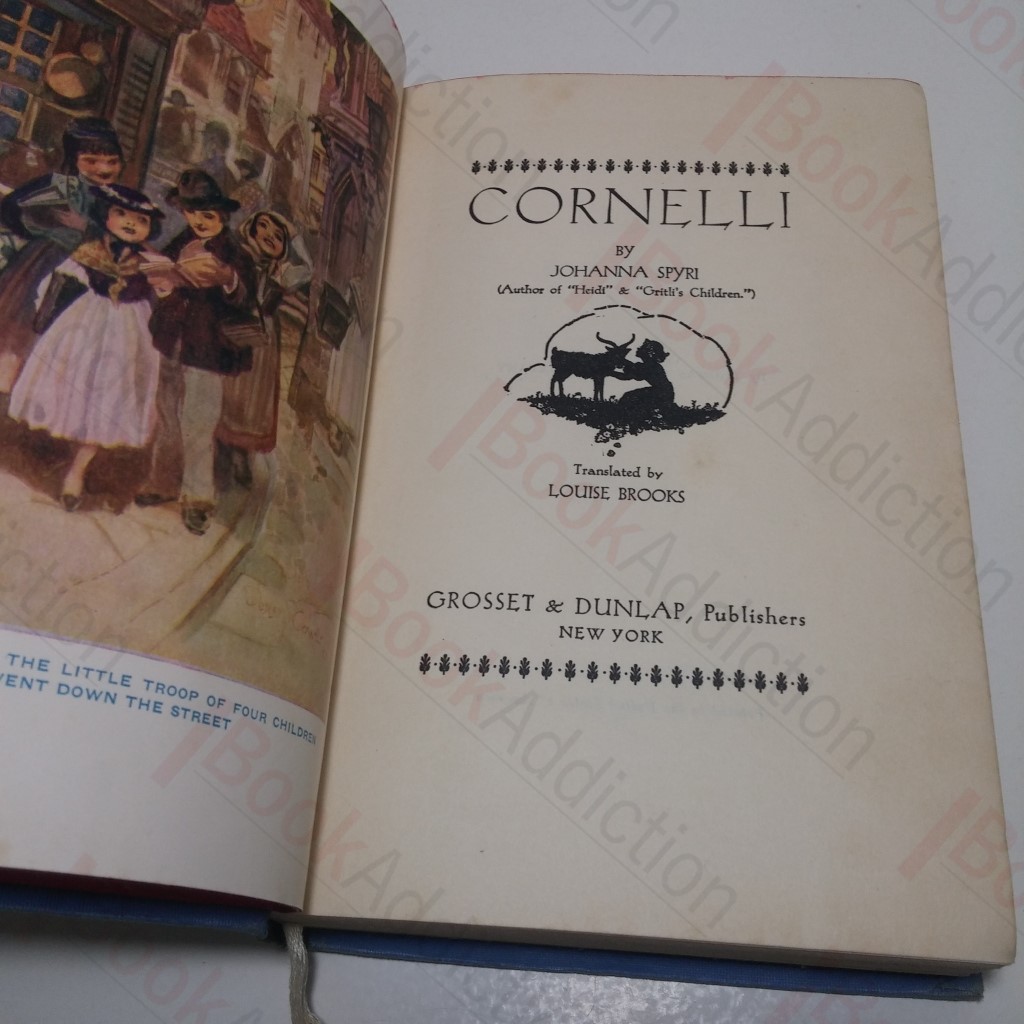 THE LITTLE TROOP OF FOUR CHILDREN
WENT DOWN THE STREET
CORNELLI
BY
JOHANNA SPYRI
(Author of "Heidi" & "Gritli's Children.")
Translated by
LOUISE BROOKS
GROSSET & DUNLAP, Publishers
NEW YORK
BookAddiction